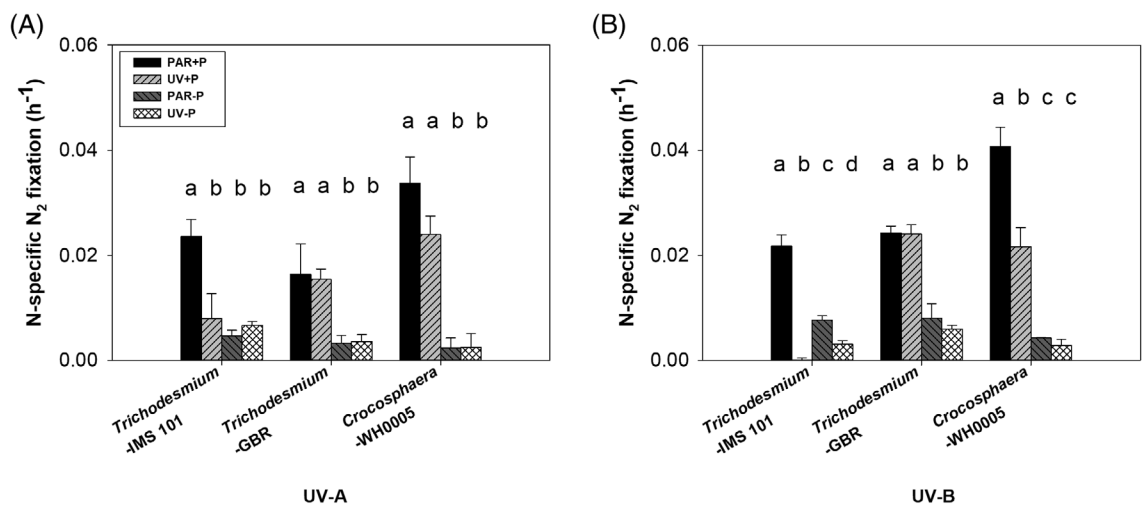 (A)
0.06
0.04
0.02
0.00
N-specific N₂ fixation (h⁻¹)
PAR+P
UV+P
PAR-P
UV-P
a b b b
a a b b
a a b b
Trichodesmium
-IMS 101
Trichodesmium
-GBR
Crocosphaera
-WH0005
UV-A
(B)
0.06
0.04
0.02
0.00
N-specific N₂ fixation (h⁻¹)
a b c d
a a b b
a b c c
Trichodesmium
-IMS 101
Trichodesmium
-GBR
Crocosphaera
-WH0005
UV-B